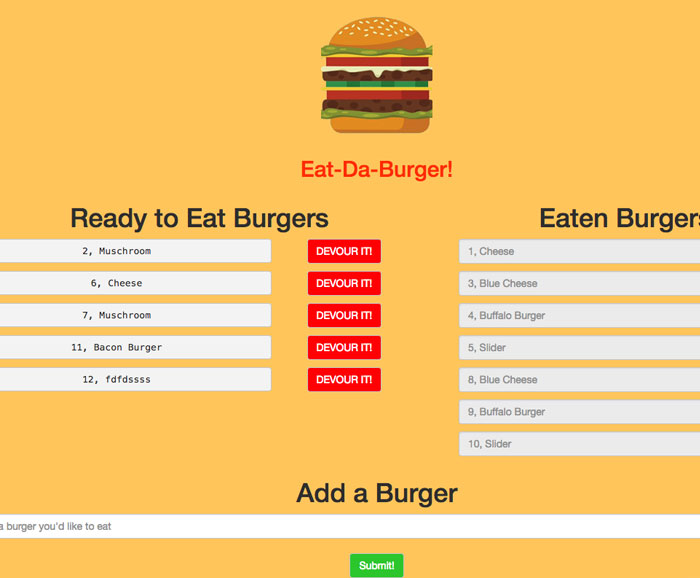 Eat-Da-Burger!
Ready to Eat Burgers
2, Muschroom
DEVOUR IT!
6, Cheese
DEVOUR IT!
7, Muschroom
DEVOUR IT!
11, Bacon Burger
DEVOUR IT!
12, fdfdssss
DEVOUR IT!
Eaten Burgers
1, Cheese
3, Blue Cheese
4, Buffalo Burger
5, Slider
8, Blue Cheese
9, Buffalo Burger
10, Slider
Add a Burger
a burger you'd like to eat
Submit!